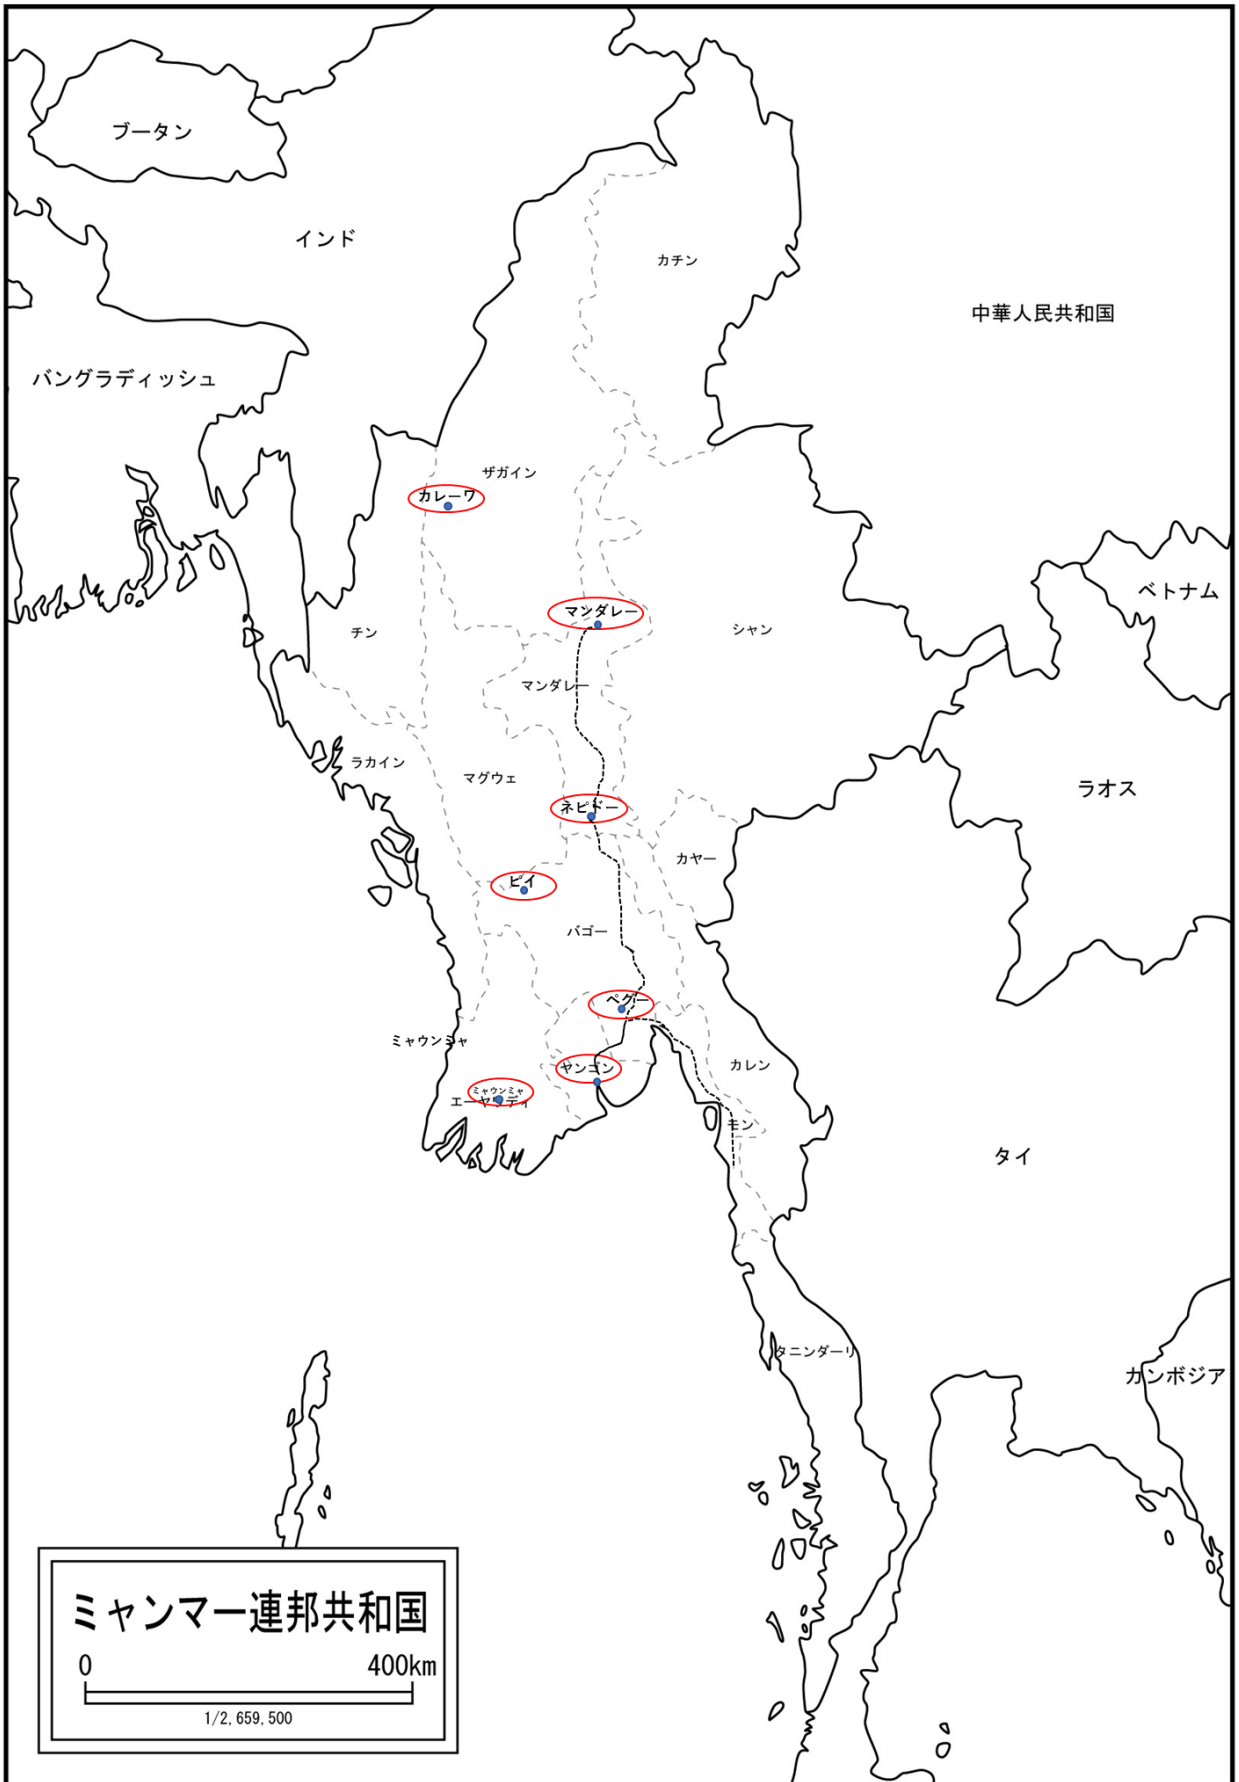 ブータン
インド
カチン
中華人民共和国
バングラディッシュ
ザガイン
カレーワ
ベトナム
マンダレー
チン
シャン
マンダレー
ラカイン
マグウェ
ラオス
ネピドー
カヤー
ピイ
バゴー
ペグー
ミャウンミャ
ヤンゴン
カレン
ミャウンミャ
エーヤワディ
モン
タイ
タニンダーリ
カンボジア
ミャンマー連邦共和国
0 400km
1/2,659,500